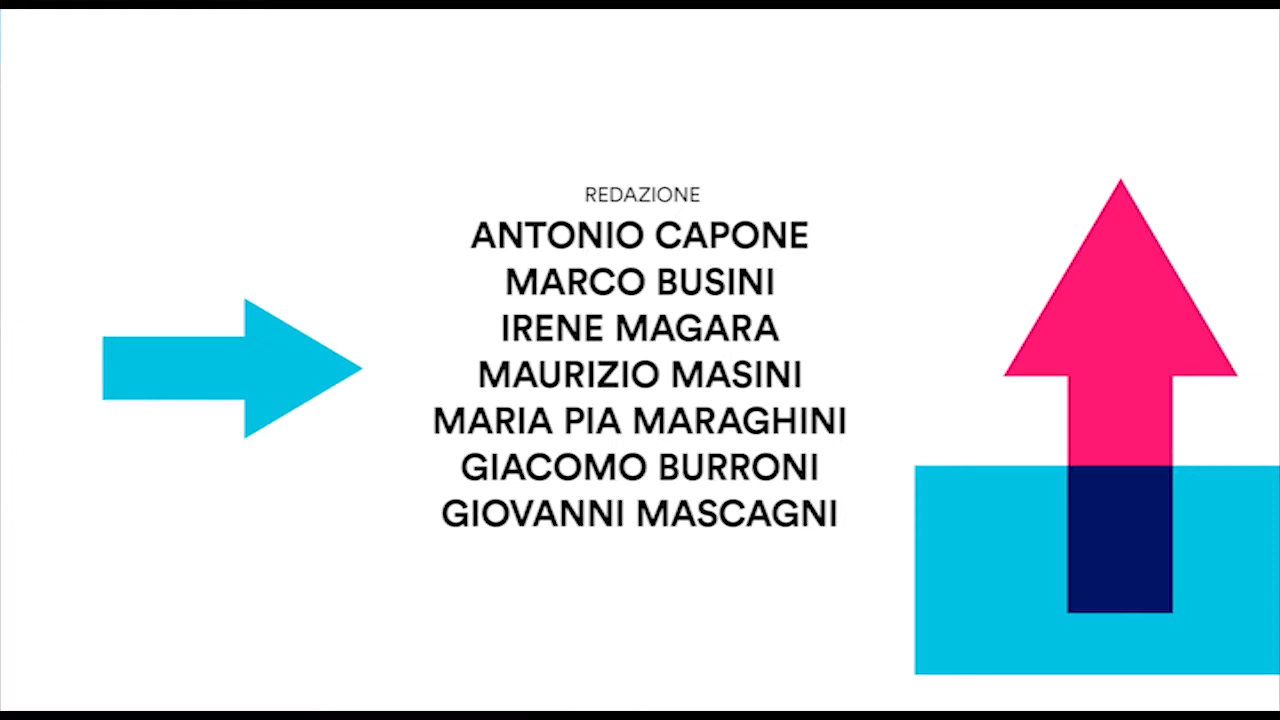 REDAZIONE
ANTONIO CAPONE
MARCO BUSINI
IRENE MAGARA
MAURIZIO MASINI
MARIA PIA MARAGHINI
GIACOMO BURRONI
GIOVANNI MASCAGNI